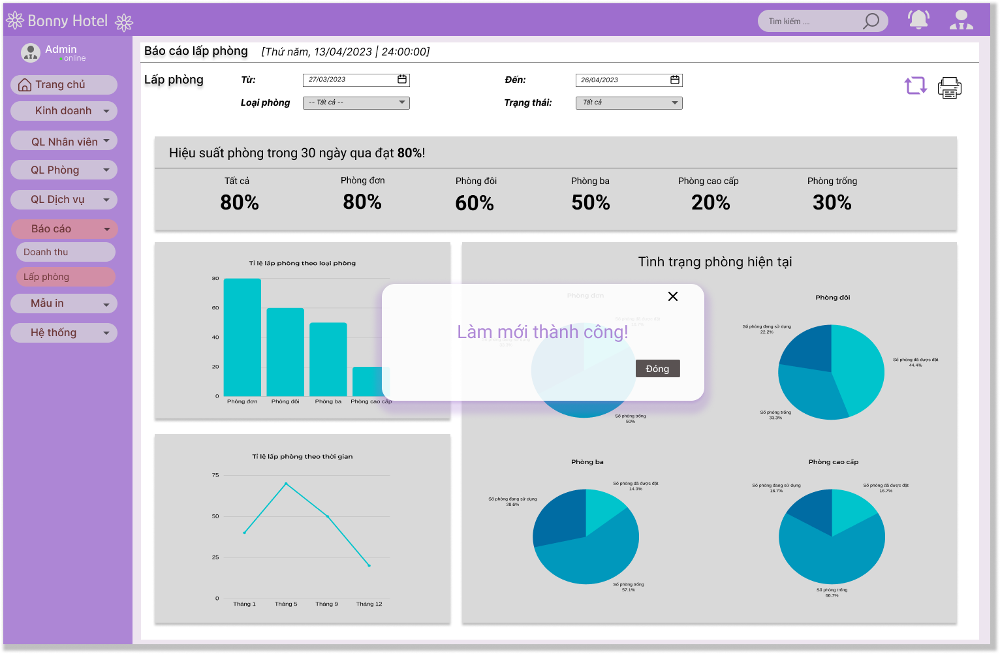 Bonny Hotel
Tìm kiếm ....
Admin
online
Trang chủ
Kinh doanh
QL Nhân viên
QL Phòng
QL Dịch vụ
Báo cáo
Doanh thu
Lấp phòng
Mẫu in
Hệ thống
Báo cáo lấp phòng [Thứ năm, 13/04/2023 | 24:00:00]
Lấp phòng
Từ: 27/03/2023
Đến: 26/04/2023
Loại phòng -- Tất cả --
Trạng thái: Tất cả
Hiệu suất phòng trong 30 ngày qua đạt 80%!
Tất cả Phòng đơn Phòng đôi Phòng ba Phòng cao cấp Phòng trống
80% 80% 60% 50% 20% 30%
Tỉ lệ lấp phòng theo loại phòng
80
60
40
20
0
Phòng đơn Phòng đôi Phòng ba Phòng cao cấp
Tỉ lệ lấp phòng theo thời gian
75
50
25
0
Tháng 1 Tháng 5 Tháng 9 Tháng 12
Tình trạng phòng hiện tại
Phòng đơn
Số phòng đã được đặt
Số phòng trống
50%
Làm mới thành công!
Đóng
Phòng đôi
Số phòng đang sử dụng
22.2%
Số phòng đã được đặt
44.4%
Số phòng trống
33.3%
Phòng ba
Số phòng đã được đặt
14.3%
Số phòng đang sử dụng
28.6%
Số phòng trống
57.1%
Phòng cao cấp
Số phòng đang sử dụng
16.7%
Số phòng đã được đặt
16.7%
Số phòng trống
66.7%